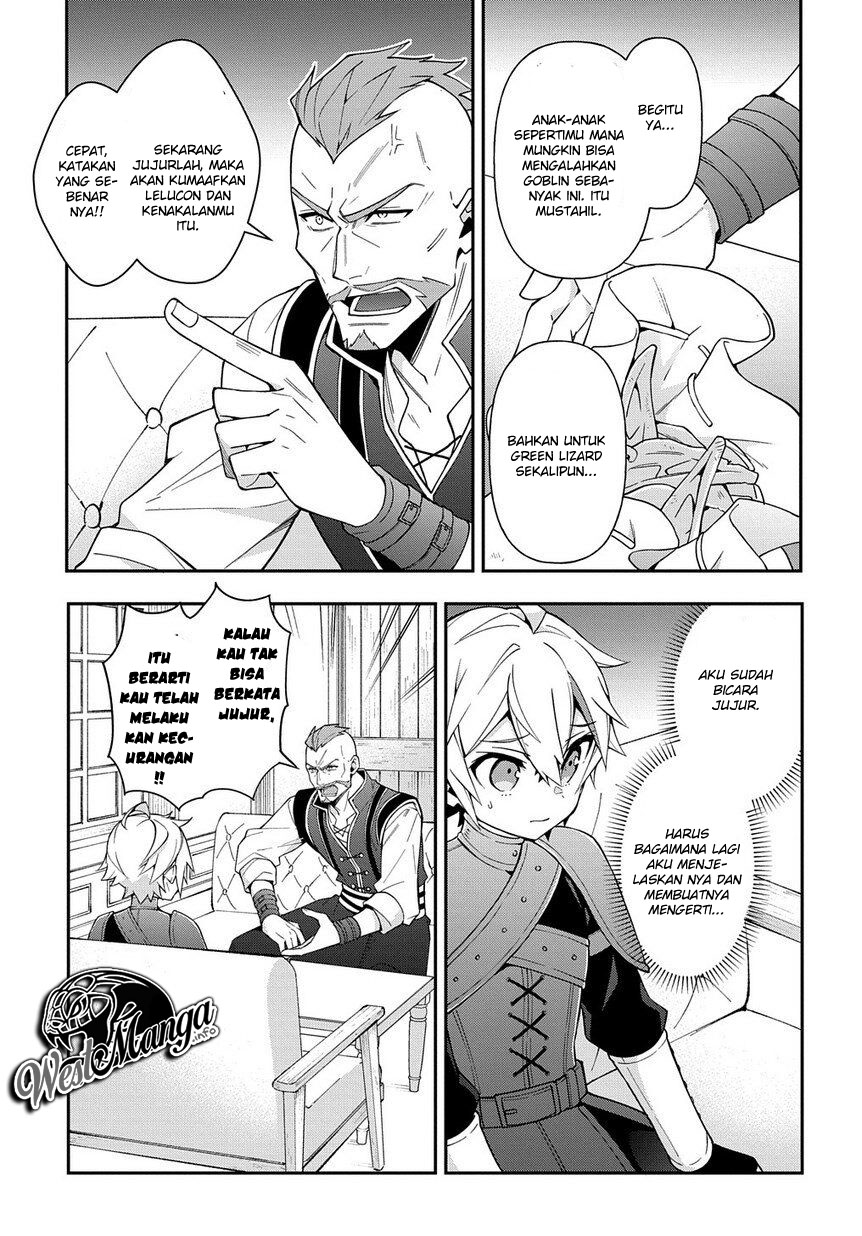 BEGITU
YA...
ANAK-ANAK
SEPERTIMU MANA
MUNGKIN BISA
MENGALAHKAN
GOBLIN SEBA-
NYAK INI. ITU
MUSTAHIL.
BAHKAN UNTUK
GREEN LIZARD
SEKALIPUN...
SEKARANG
JUJURLAH, MAKA
AKAN KUMAAFKAN
LELUCON DAN
KENAKALANMU
ITU.
CEPAT,
KATAKAN
YANG SE-
BENAR
NYA!!
AKU SUDAH
BICARA
JUJUR.
HARUS
BAGAIMANA LAGI
AKU MENJE-
LASKAN NYA DAN
MEMBUATNYA
MENGERTI...
KALAU
KAU TAK
BISA
BERKATA
JUJUR,
ITU
BERARTI
KAU TELAH
MELAKU
KAN KEC-
URANGAN
!!
WestManga
.info